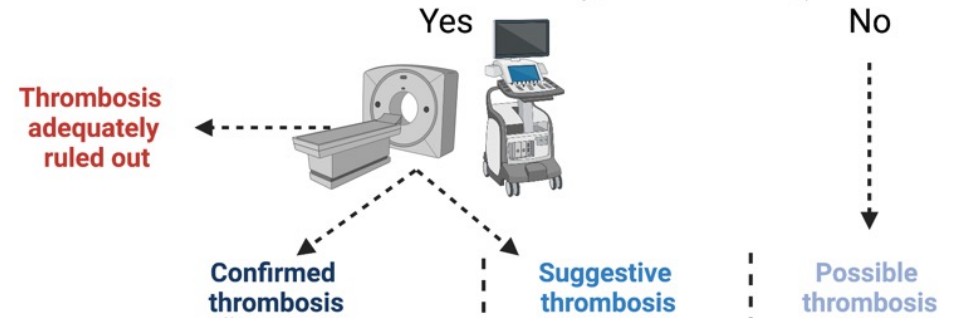 Yes
No
Thrombosis
adequately
ruled out
Confirmed
thrombosis
Suggestive
thrombosis
Possible
thrombosis